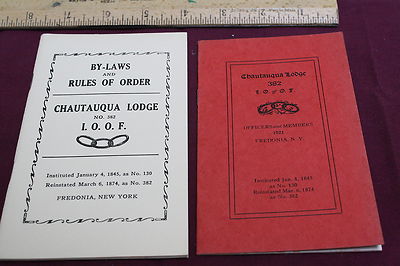 BY-LAWS
AND
RULES OF ORDER
CHAUTAUQUA LODGE
NO. 382
I. O. O. F.
Instituted January 4, 1845, as No. 130
Reinstated March 6, 1874, as No. 382
FREDONIA, NEW YORK
Chautauqua Lodge
382
I. O. of O. F.
OFFICERS and MEMBERS
1921
FREDONIA, N. Y.
Instituted Jan. 4, 1845
as No. 130
Reinstated Mar. 6, 1874
as No. 382